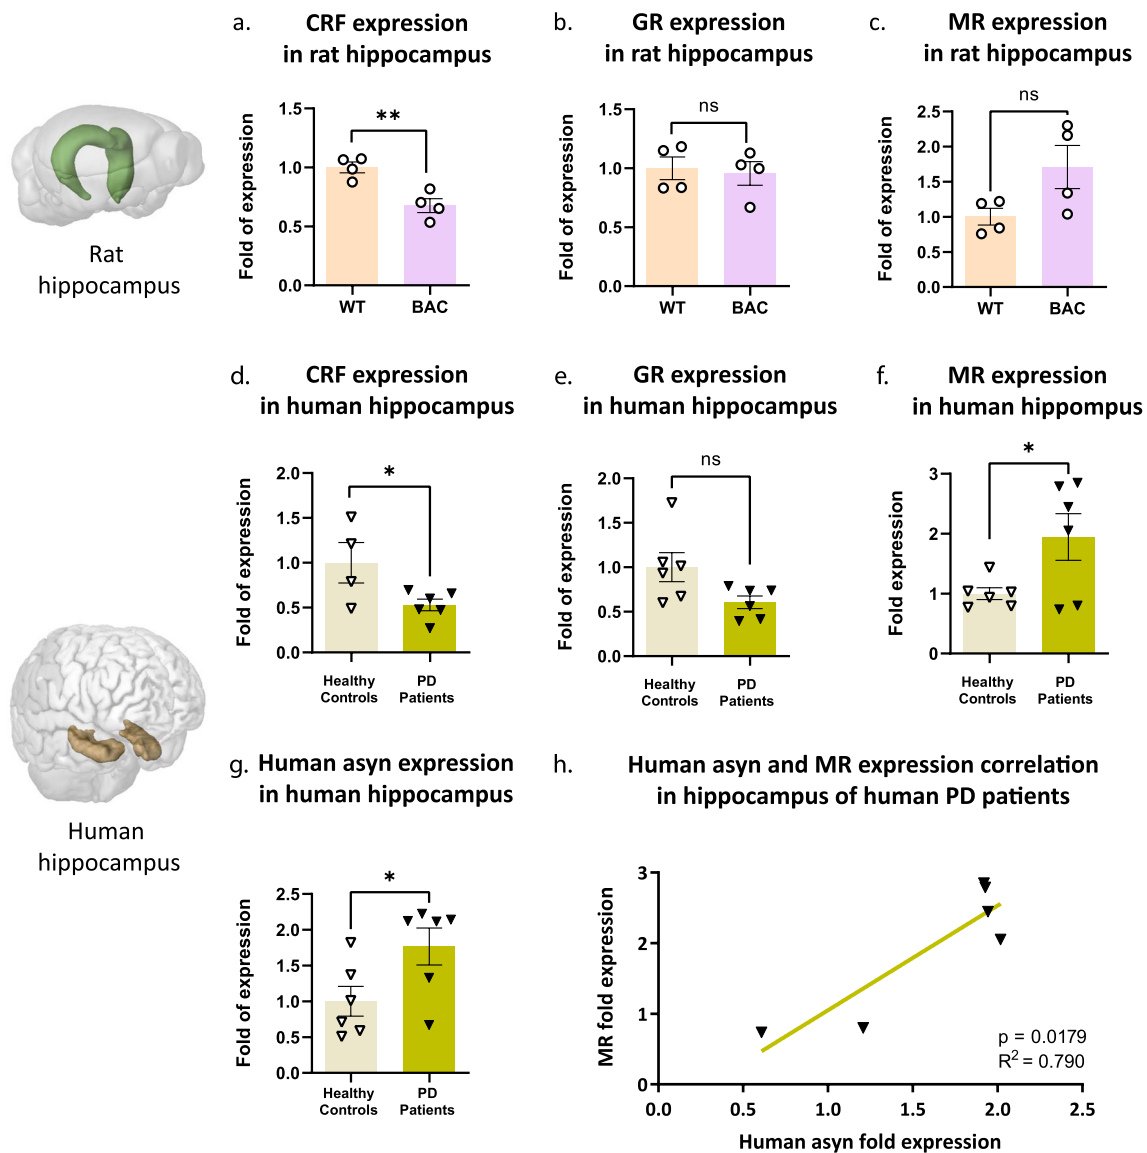 a. CRF expression
in rat hippocampus
b. GR expression
in rat hippocampus
c. MR expression
in rat hippocampus
Rat
hippocampus
Fold of expression
1.5
1.0
0.5
0.0
**
WT BAC
Fold of expression
1.5
1.0
0.5
0.0
ns
WT BAC
Fold of expression
2.5
2.0
1.5
1.0
0.5
0.0
ns
WT BAC
d. CRF expression
in human hippocampus
e. GR expression
in human hippocampus
f. MR expression
in human hippompus
Fold of expression
2.0
1.5
1.0
0.5
0.0
*
Healthy PD
Controls Patients
Fold of expression
2.0
1.5
1.0
0.5
0.0
ns
Healthy PD
Controls Patients
Fold expression
3
2
1
0
*
Healthy PD
Controls Patients
Human
hippocampus
g. Human asyn expression
in human hippocampus
h. Human asyn and MR expression correlation
in hippocampus of human PD patients
Fold of expression
2.5
2.0
1.5
1.0
0.5
0.0
*
Healthy PD
Controls Patients
MR fold expression
3
2
1
0
p = 0.0179
R² = 0.790
0.0 0.5 1.0 1.5 2.0 2.5
Human asyn fold expression